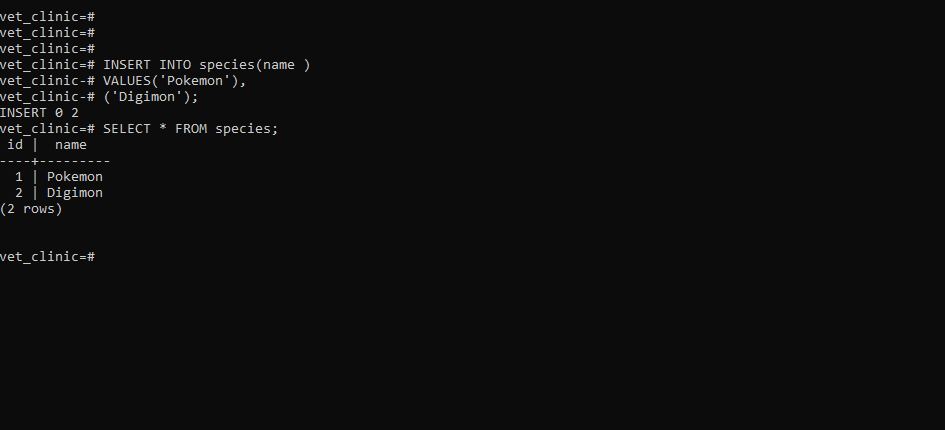 vet_clinic=#
vet_clinic=#
vet_clinic=#
vet_clinic=# INSERT INTO species(name )
vet_clinic-# VALUES('Pokemon'),
vet_clinic-# ('Digimon');
INSERT 0 2
vet_clinic=# SELECT * FROM species;
 id |  name
----+---------
  1 | Pokemon
  2 | Digimon
(2 rows)
vet_clinic=#